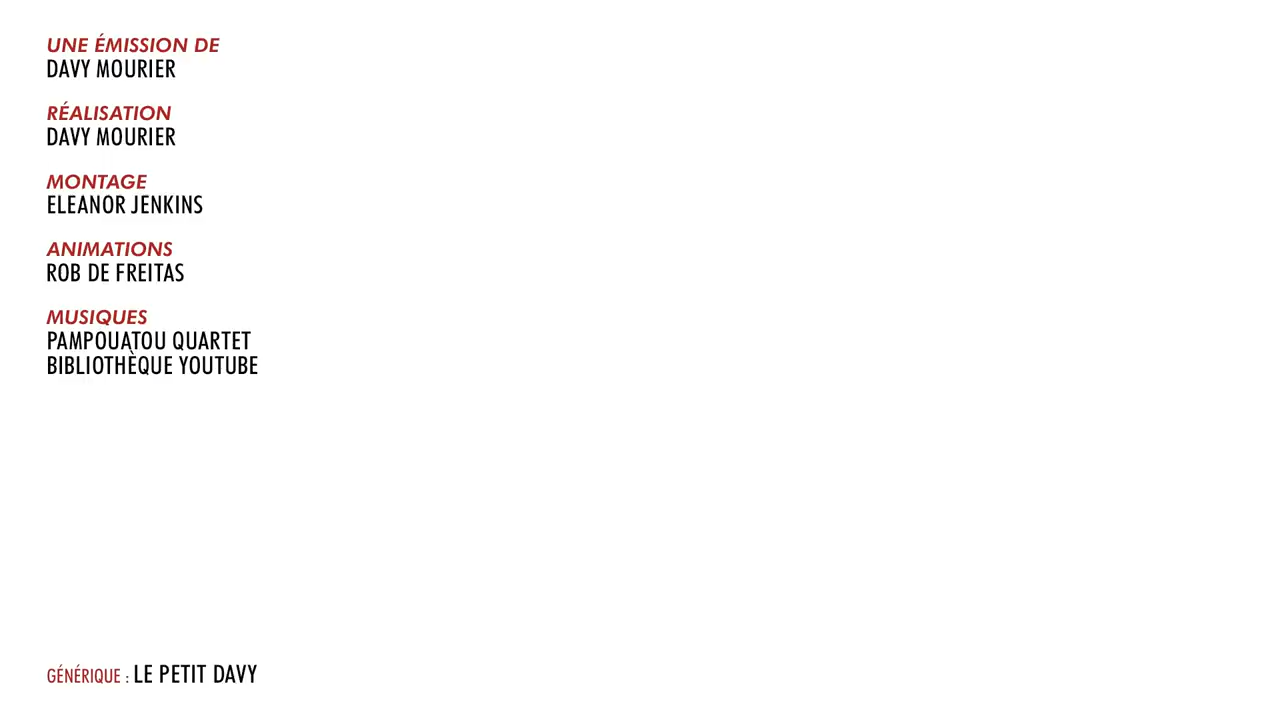 UNE ÉMISSION DE
DAVY MOURIER
RÉALISATION
DAVY MOURIER
MONTAGE
ELEANOR JENKINS
ANIMATIONS
ROB DE FREITAS
MUSIQUES
PAMPOUATOU QUARTET
BIBLIOTHÈQUE YOUTUBE
GÉNÉRIQUE : LE PETIT DAVY